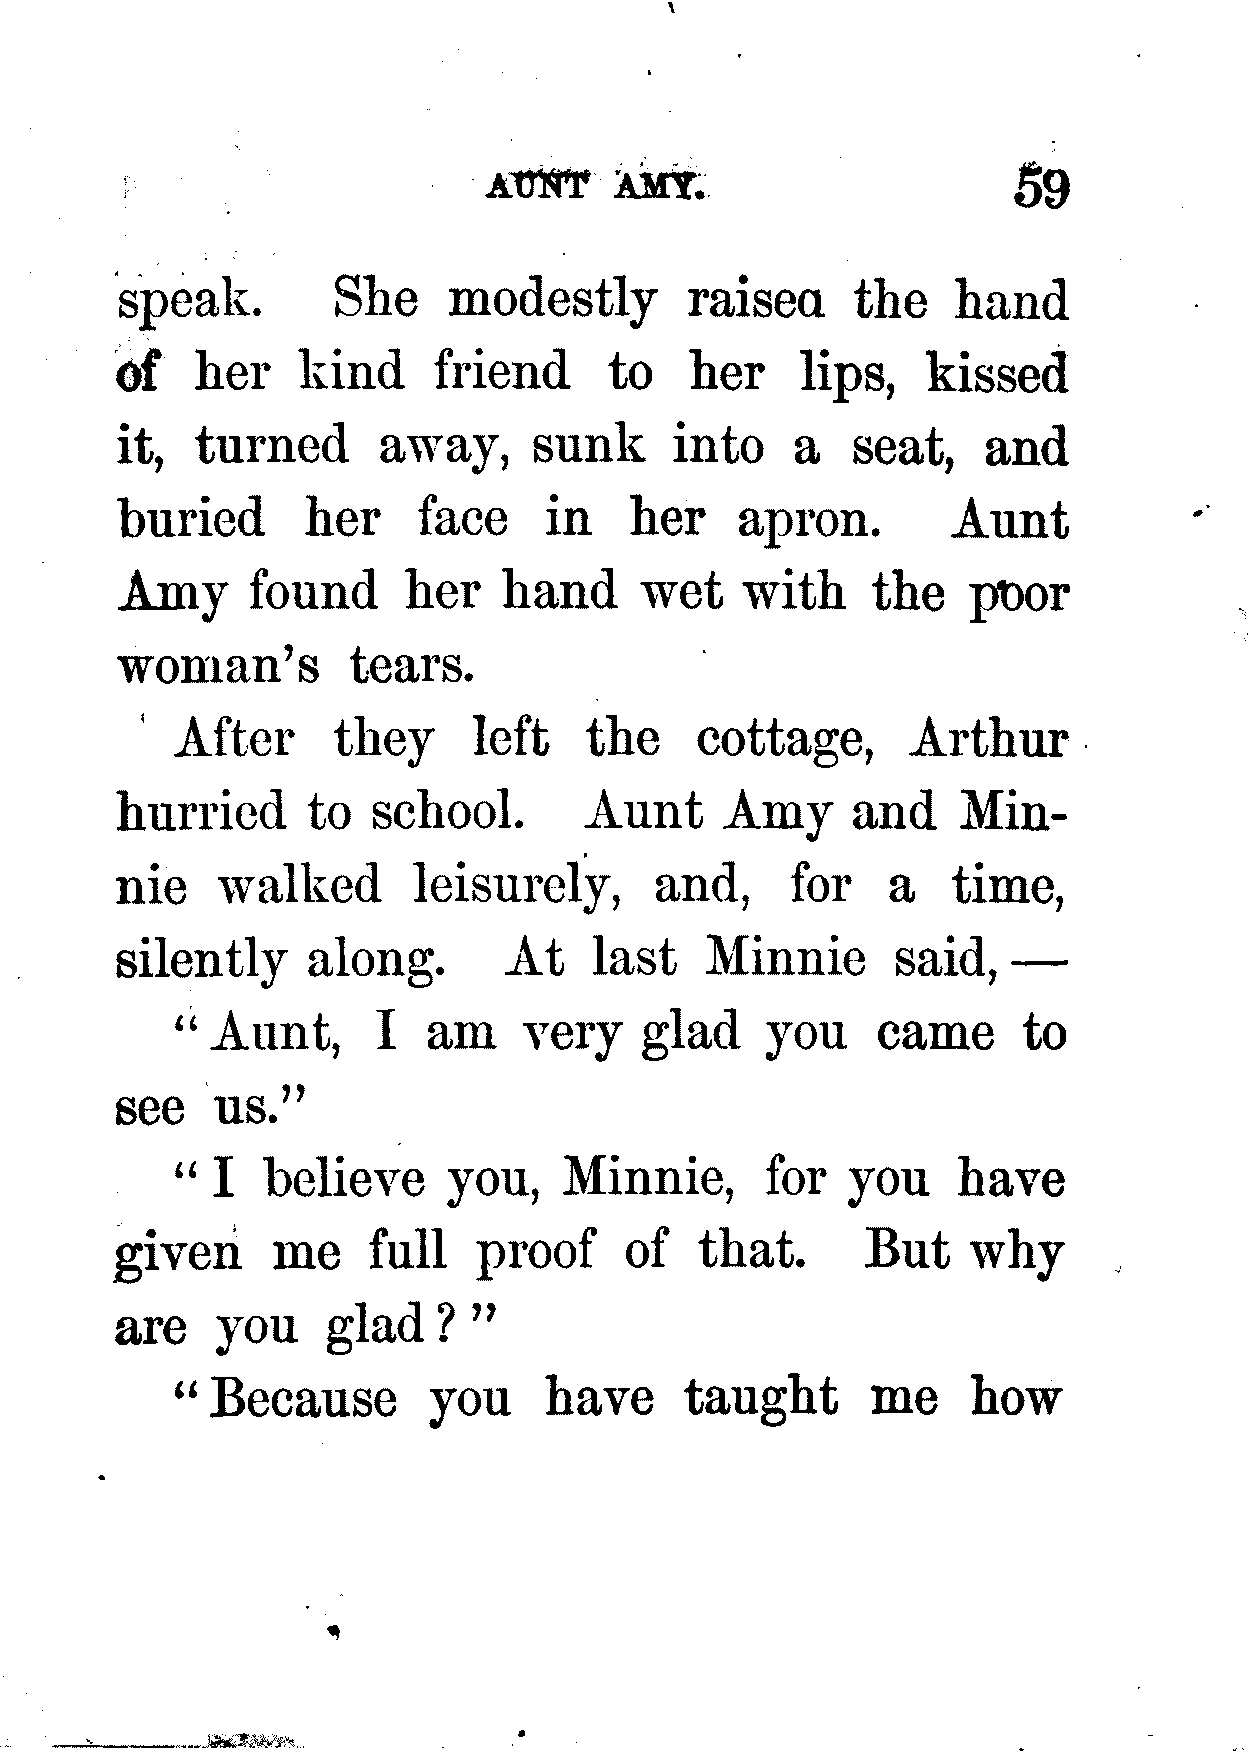 AUNT AMY. 59
speak. She modestly raised the hand
of her kind friend to her lips, kissed
it, turned away, sunk into a seat, and
buried her face in her apron. Aunt
Amy found her hand wet with the poor
woman's tears.
After they left the cottage, Arthur
hurried to school. Aunt Amy and Min-
nie walked leisurely, and, for a time,
silently along. At last Minnie said, —
"Aunt, I am very glad you came to
see us."
"I believe you, Minnie, for you have
given me full proof of that. But why
are you glad?"
"Because you have taught me how